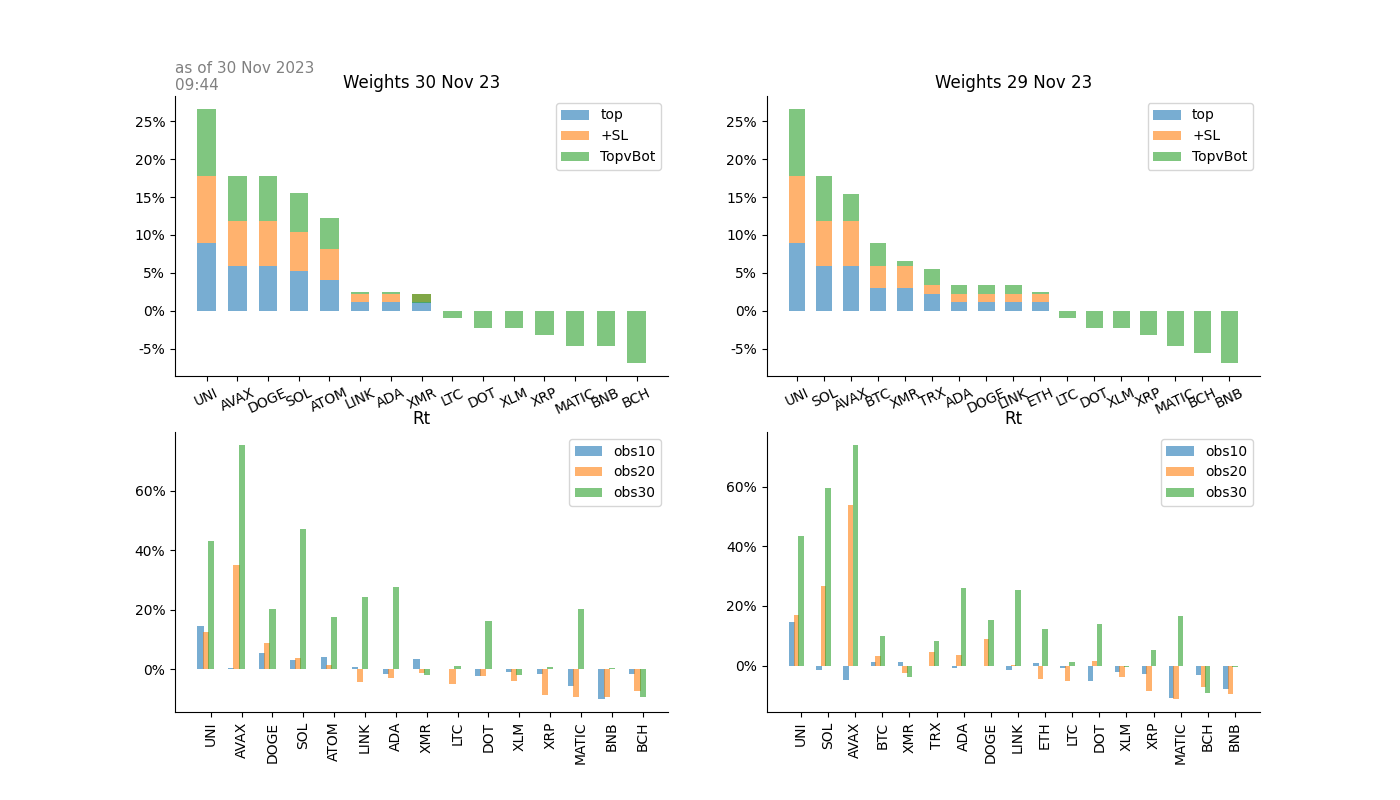 as of 30 Nov 2023
09:44
Weights 30 Nov 23
25%
20%
15%
10%
5%
0%
-5%
top
+SL
TopvBot
UNI AVAX DOGE SOL ATOM LINK ADA XMR LTC DOT XLM XRP MATIC BNB BCH
Weights 29 Nov 23
25%
20%
15%
10%
5%
0%
-5%
top
+SL
TopvBot
UNI SOL AVAX BTC XMR TRX ADA DOGE LINK ETH LTC DOT XLM XRP MATIC BCH BNB
Rt
60%
40%
20%
0%
obs10
obs20
obs30
UNI AVAX DOGE SOL ATOM LINK ADA XMR LTC DOT XLM XRP MATIC BNB BCH
Rt
60%
40%
20%
0%
obs10
obs20
obs30
UNI SOL AVAX BTC XMR TRX ADA DOGE LINK ETH LTC DOT XLM XRP MATIC BCH BNB